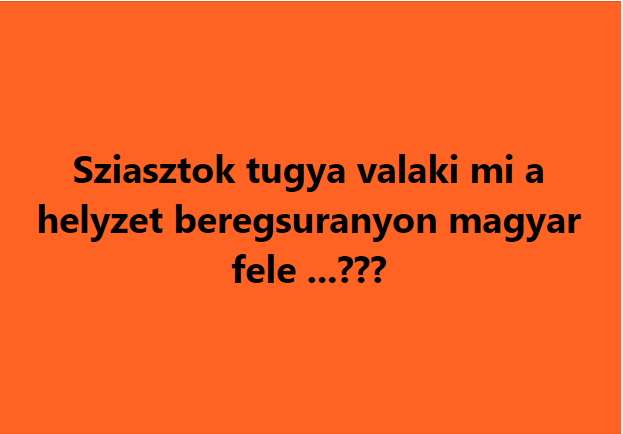 Sziasztok tugya valaki mi a
helyzet beregsuranyon magyar
fele ...???